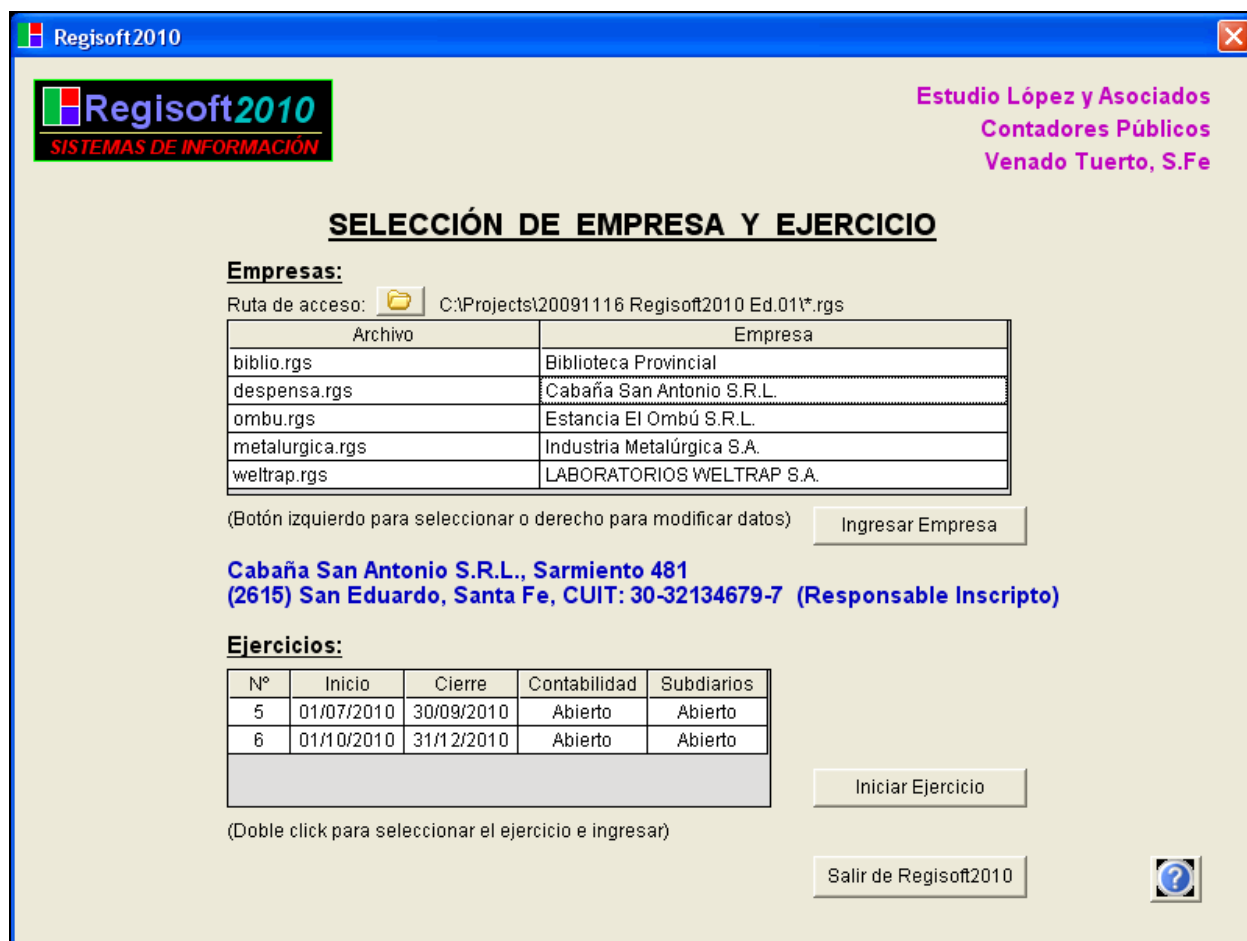 Regisoft2010
Regisoft2010
SISTEMAS DE INFORMACIÓN
Estudio López y Asociados
Contadores Públicos
Venado Tuerto, S.Fe
SELECCIÓN DE EMPRESA Y EJERCICIO
Empresas:
Ruta de acceso: C:\Projects\20091116 Regisoft2010 Ed.01\*.rgs
Archivo Empresa
biblio.rgs Biblioteca Provincial
despensa.rgs Cabaña San Antonio S.R.L.
ombu.rgs Estancia El Ombú S.R.L.
metalurgica.rgs Industria Metalúrgica S.A.
weltrap.rgs LABORATORIOS WELTRAP S.A.
(Botón izquierdo para seleccionar o derecho para modificar datos) Ingresar Empresa
Cabaña San Antonio S.R.L., Sarmiento 481
(2615) San Eduardo, Santa Fe, CUIT: 30-32134679-7 (Responsable Inscripto)
Ejercicios:
Nº Inicio Cierre Contabilidad Subdiarios
5 01/07/2010 30/09/2010 Abierto Abierto
6 01/10/2010 31/12/2010 Abierto Abierto
Iniciar Ejercicio
(Doble click para seleccionar el ejercicio e ingresar)
Salir de Regisoft2010 ?